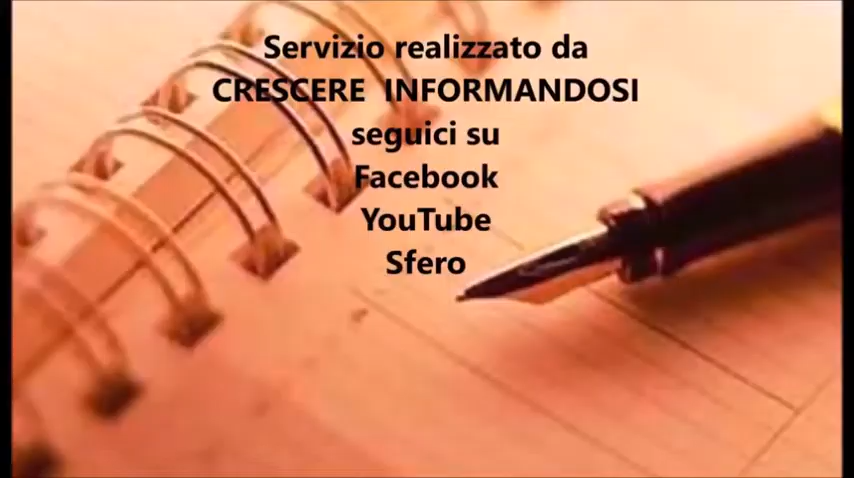 Servizio realizzato da
CRESCERE INFORMANDOSI
seguici su
Facebook
YouTube
Sfero